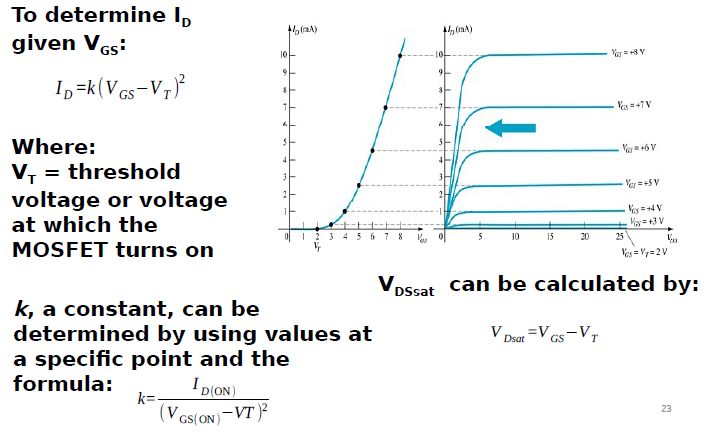 To determine I_D
given V_GS:
I_D=k(V_GS−V_T)²
Where:
V_T = threshold
voltage or voltage
at which the
MOSFET turns on
k, a constant, can be
determined by using values at
a specific point and the
formula:
k= I_D(ON) / (V_GS(ON)−VT)²
I_D (mA)
10
9
8
7
6
5
4
3
2
1
0 1 2 3 4 5 6 7 8 V_GS
V_T
I_D (mA)
10
9
8
7
6
5
4
3
2
1
0 5 10 15 20 25 V_DS
V_GS = +8 V
V_GS = +7 V
V_GS = +6 V
V_GS = +5 V
V_GS = +4 V
V_GS = +3 V
V_GS = V_T = 2 V
V_DSsat can be calculated by:
V_Dsat=V_GS−V_T
23